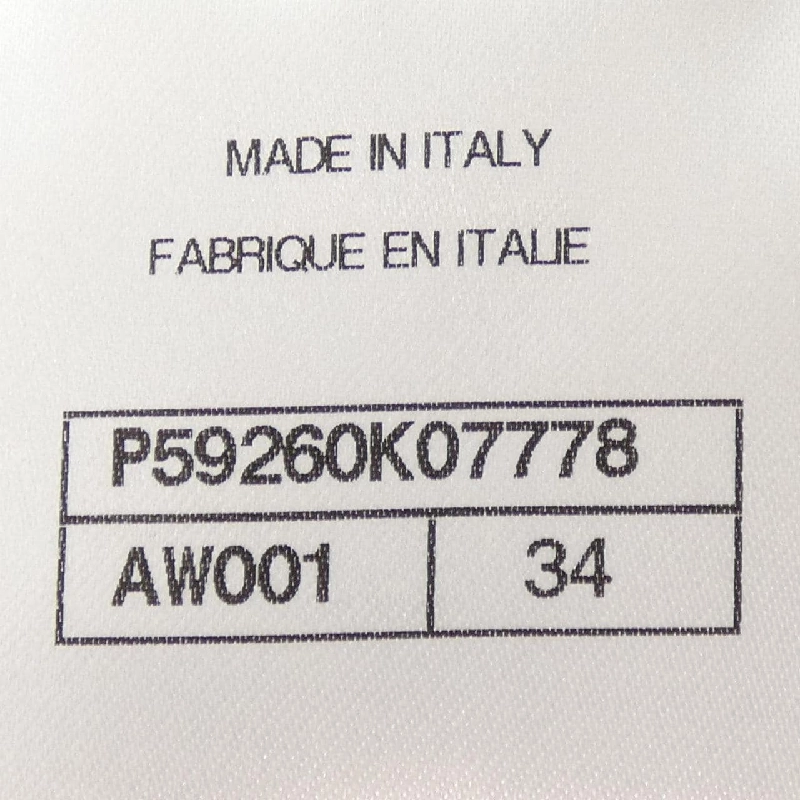 MADE IN ITALY
FABRIQUE EN ITALIE
P59260K07778
AW001 34